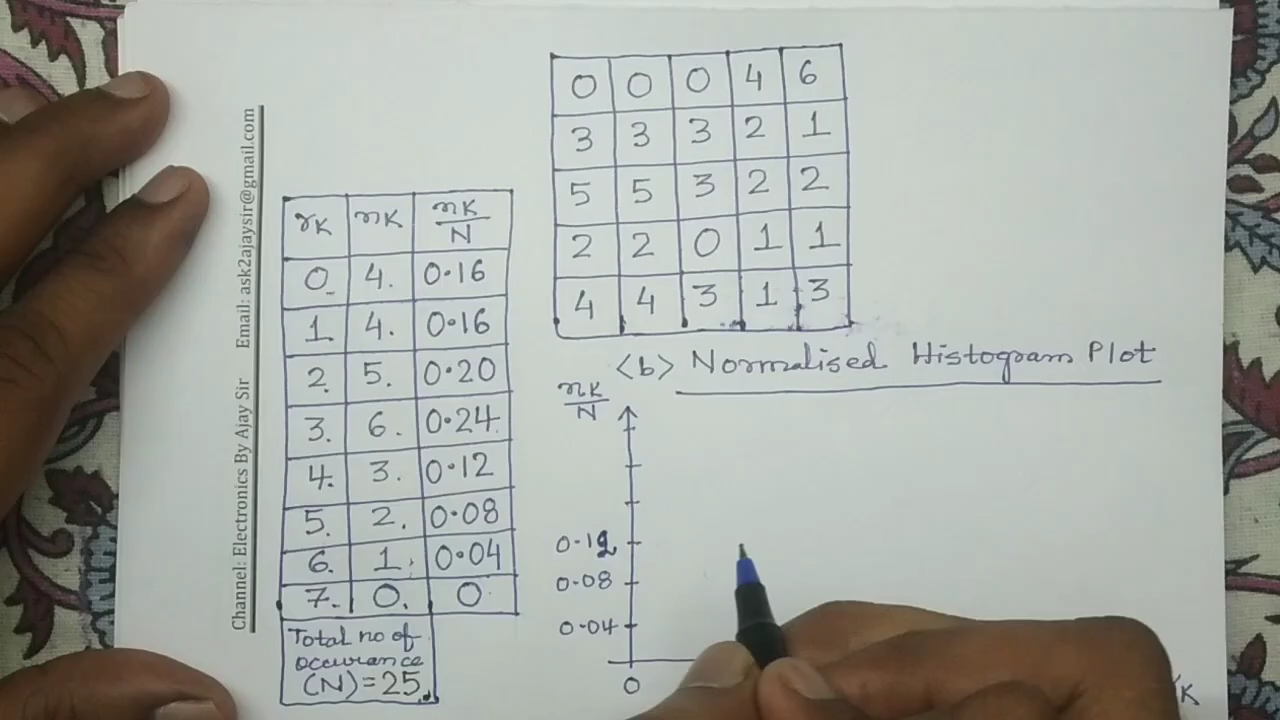 Channel: Electronics By Ajay Sir Email: ask2ajaysir@gmail.com
rK nK nK/N
0 4. 0.16
1 4. 0.16
2. 5. 0.20
3. 6. 0.24
4. 3. 0.12
5. 2. 0.08
6. 1. 0.04
7. 0. 0
Total no of
occurance
(N) = 25.
0 0 0 4 6
3 3 3 2 1
5 5 3 2 2
2 2 0 1 1
4 4 3 1 3
<b> Normalised Histogram Plot
nK/N
0.12
0.08
0.04
0